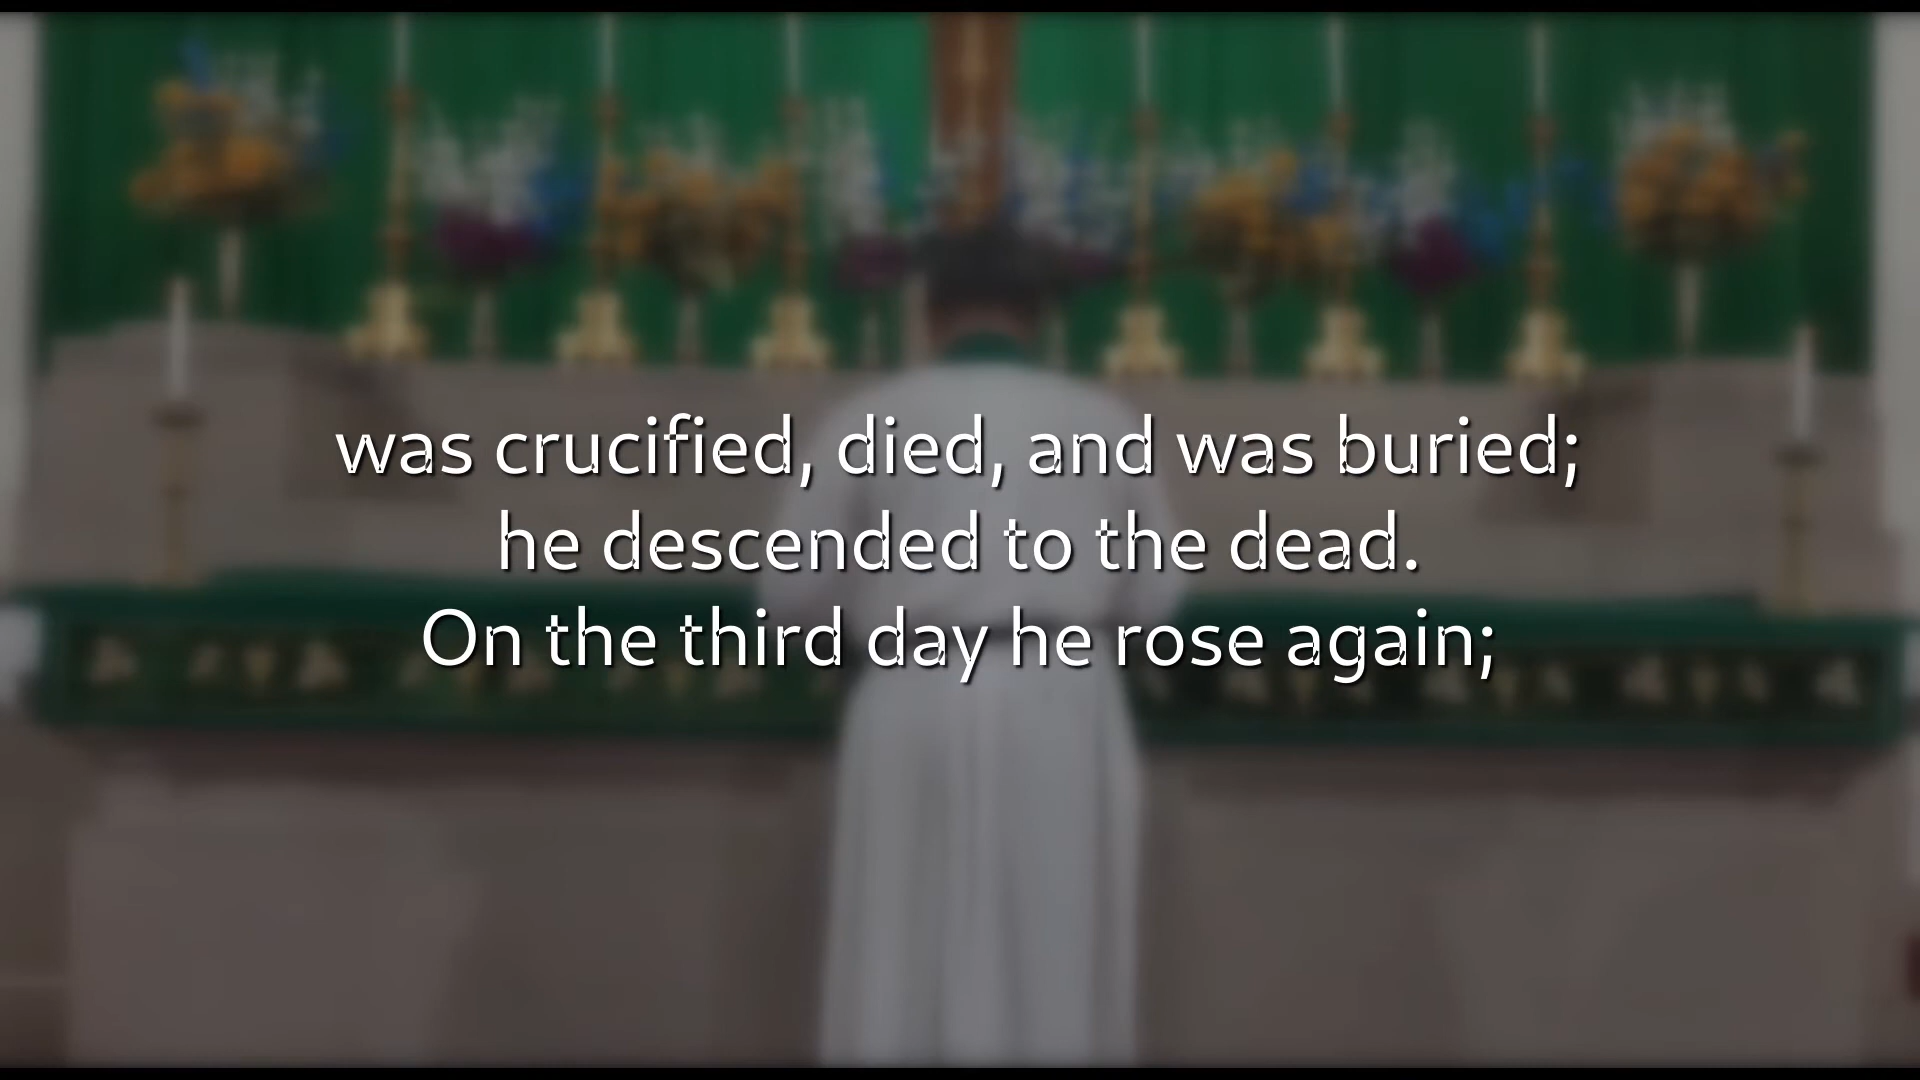 was crucified, died, and was buried;
he descended to the dead.
On the third day he rose again;